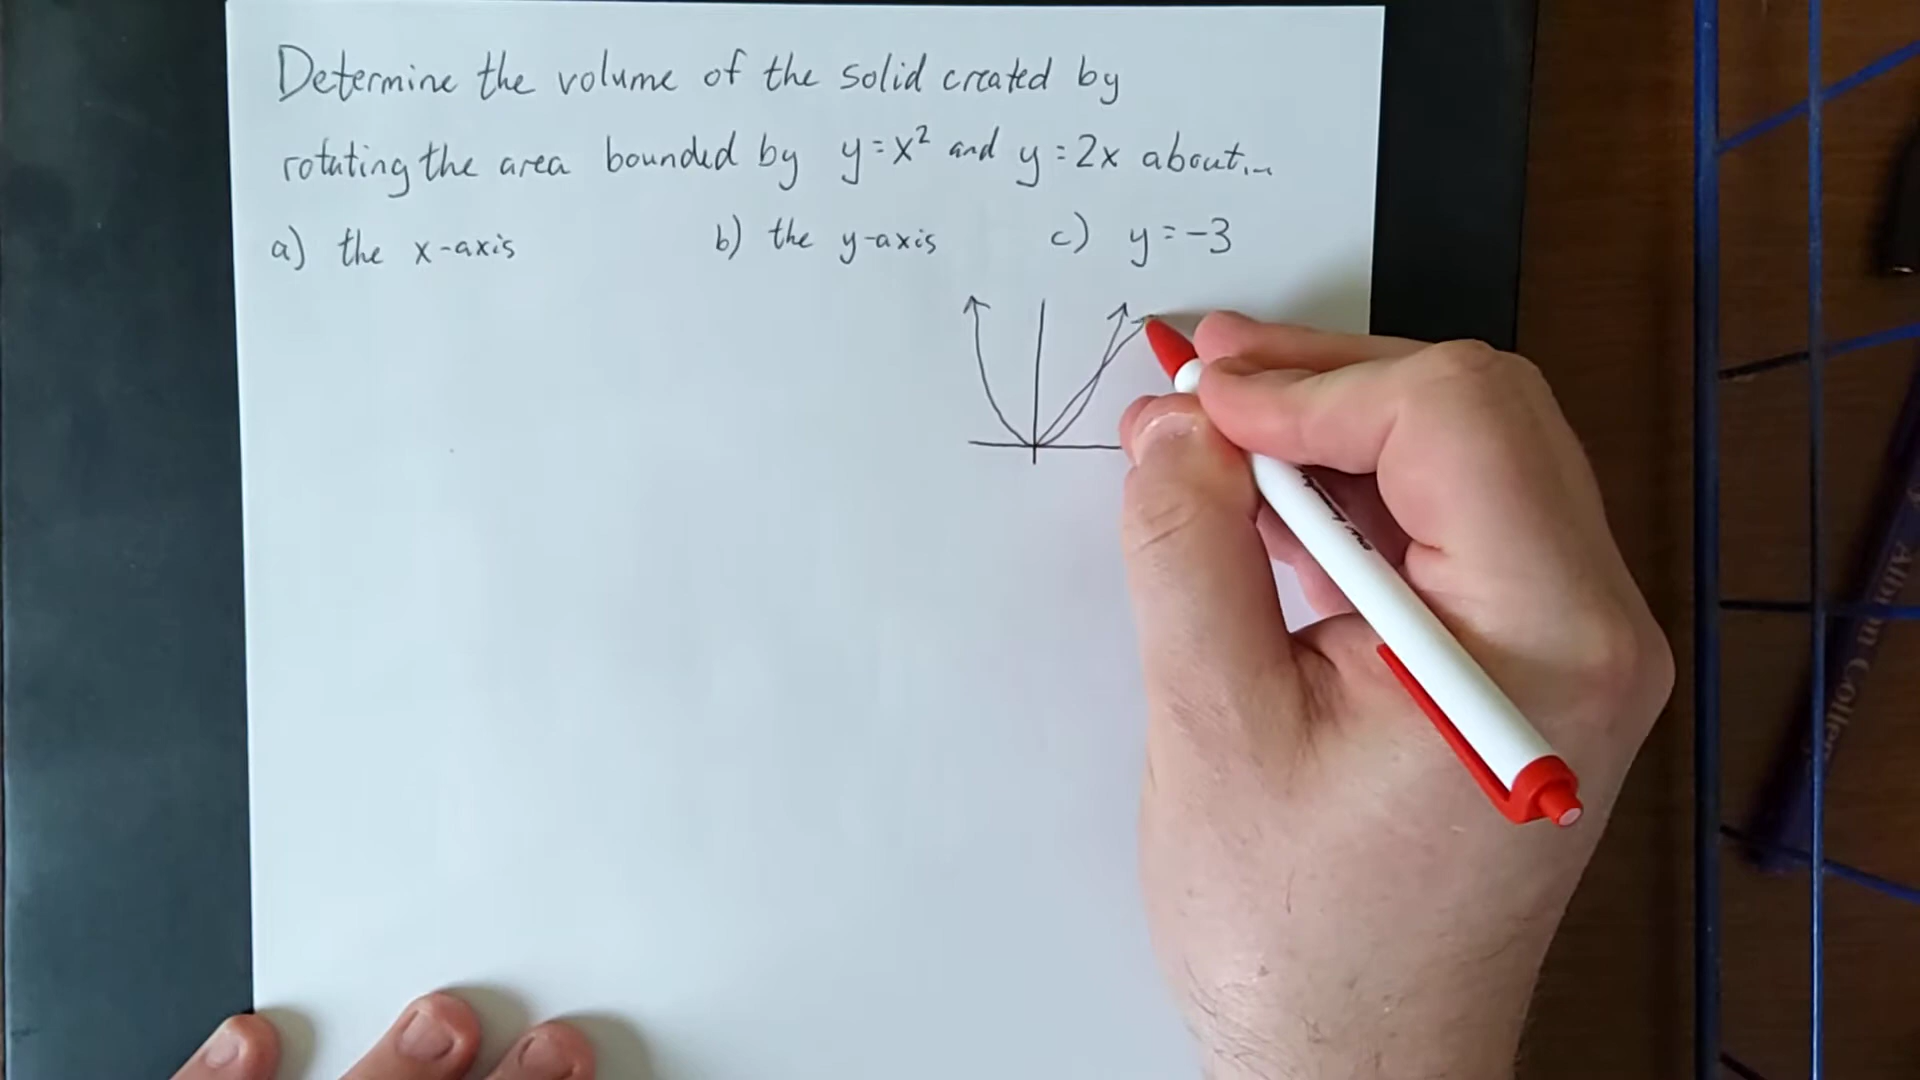 Determine the volume of the solid created by
rotating the area bounded by y=x² and y=2x about...
a) the x-axis b) the y-axis c) y=-3